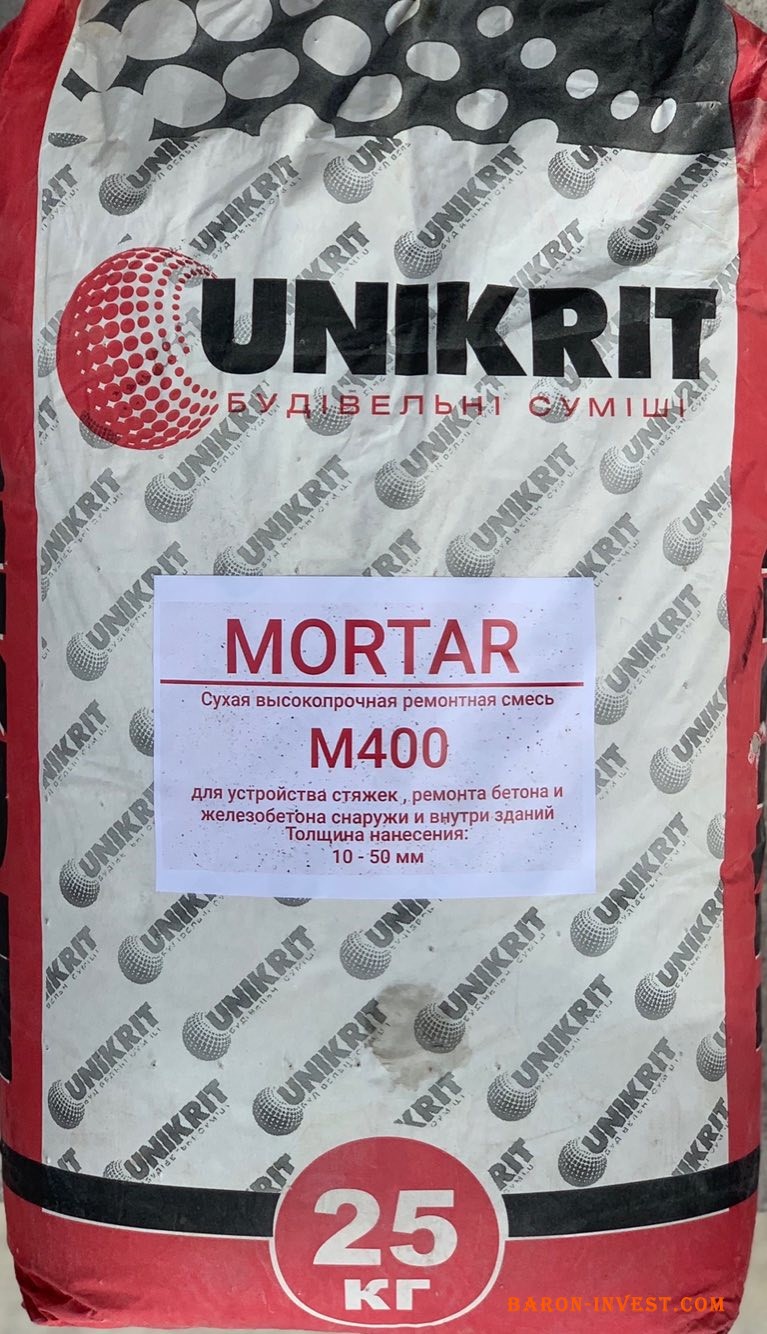 UNIKRIT
БУДІВЕЛЬНІ СУМІШІ
MORTAR
Сухая высокопрочная ремонтная смесь
М400
для устройства стяжек , ремонта бетона и
железобетона снаружи и внутри зданий
Толщина нанесения:
10 - 50 мм
25
КГ
BARON-INVEST.COM